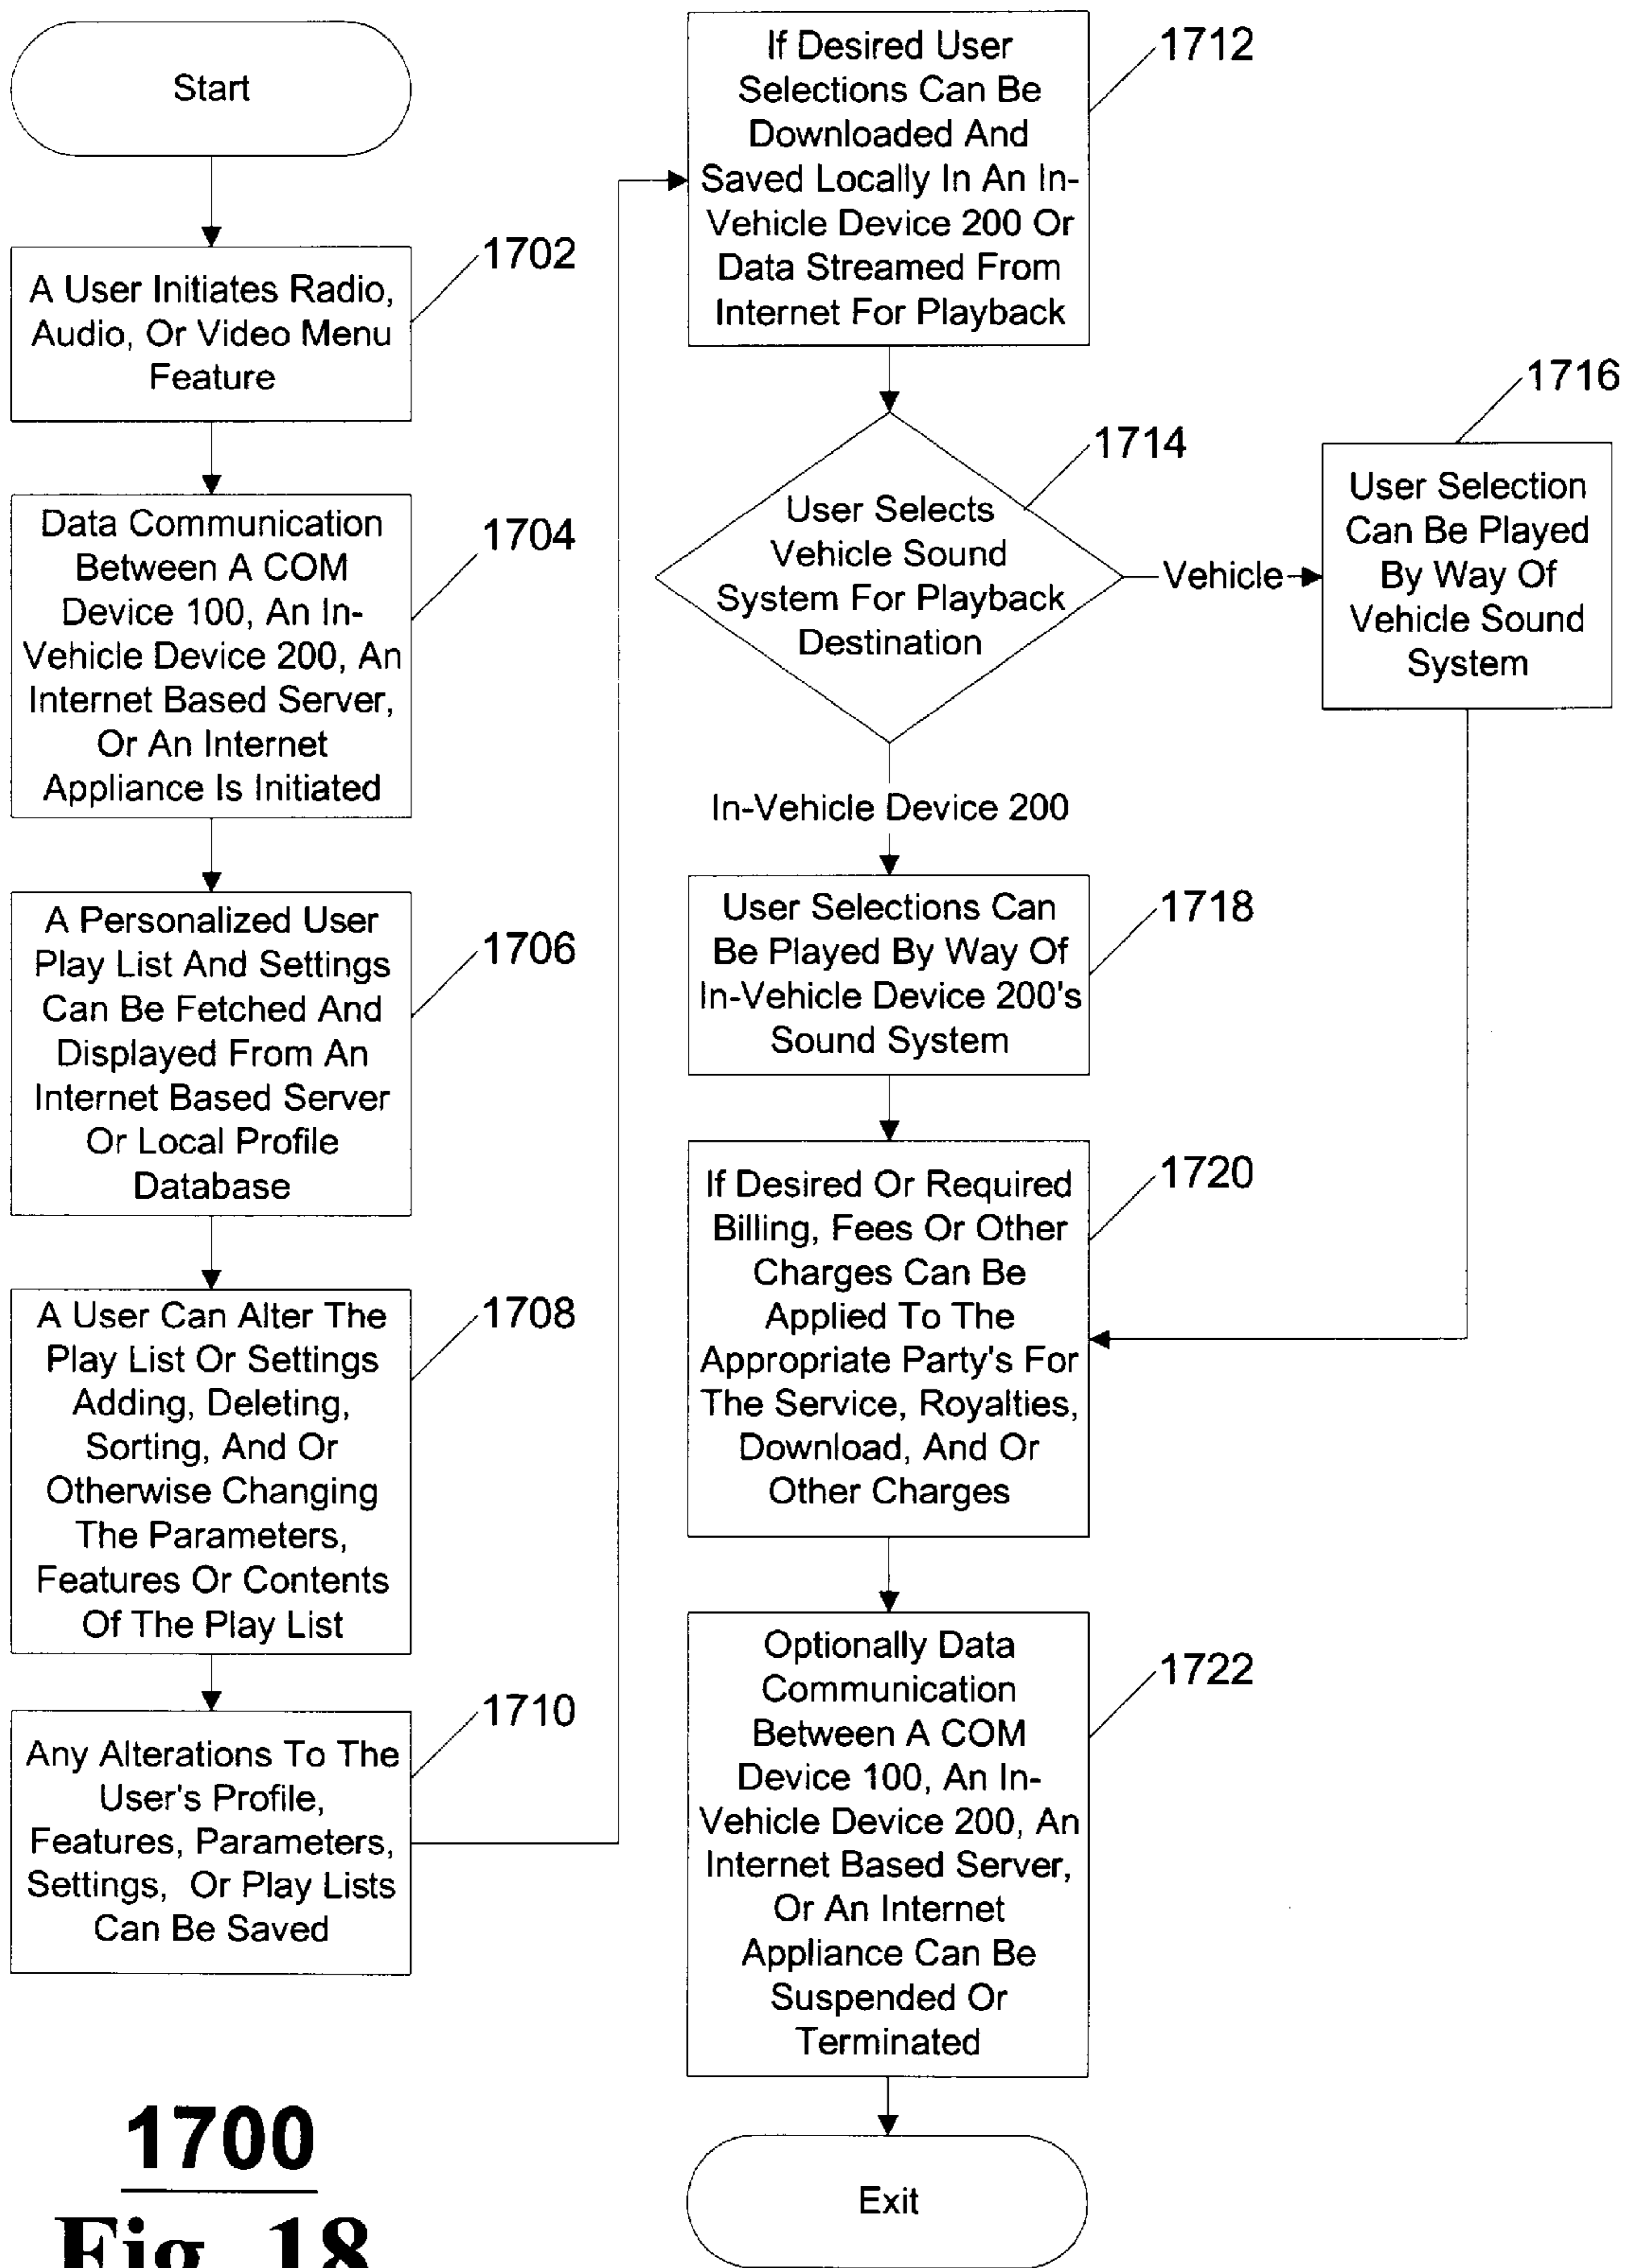 Start
1702
A User Initiates Radio,
Audio, Or Video Menu
Feature
1704
Data Communication
Between A COM
Device 100, An In-
Vehicle Device 200, An
Internet Based Server,
Or An Internet
Appliance Is Initiated
1706
A Personalized User
Play List And Settings
Can Be Fetched And
Displayed From An
Internet Based Server
Or Local Profile
Database
1708
A User Can Alter The
Play List Or Settings
Adding, Deleting,
Sorting, And Or
Otherwise Changing
The Parameters,
Features Or Contents
Of The Play List
1710
Any Alterations To The
User's Profile,
Features, Parameters,
Settings, Or Play Lists
Can Be Saved
1712
If Desired User
Selections Can Be
Downloaded And
Saved Locally In An In-
Vehicle Device 200 Or
Data Streamed From
Internet For Playback
1714
User Selects
Vehicle Sound
System For Playback
Destination
Vehicle
1716
User Selection
Can Be Played
By Way Of
Vehicle Sound
System
In-Vehicle Device 200
1718
User Selections Can
Be Played By Way Of
In-Vehicle Device 200's
Sound System
1720
If Desired Or Required
Billing, Fees Or Other
Charges Can Be
Applied To The
Appropriate Party's For
The Service, Royalties,
Download, And Or
Other Charges
1722
Optionally Data
Communication
Between A COM
Device 100, An In-
Vehicle Device 200, An
Internet Based Server,
Or An Internet
Appliance Can Be
Suspended Or
Terminated
Exit
1700
Fig. 18